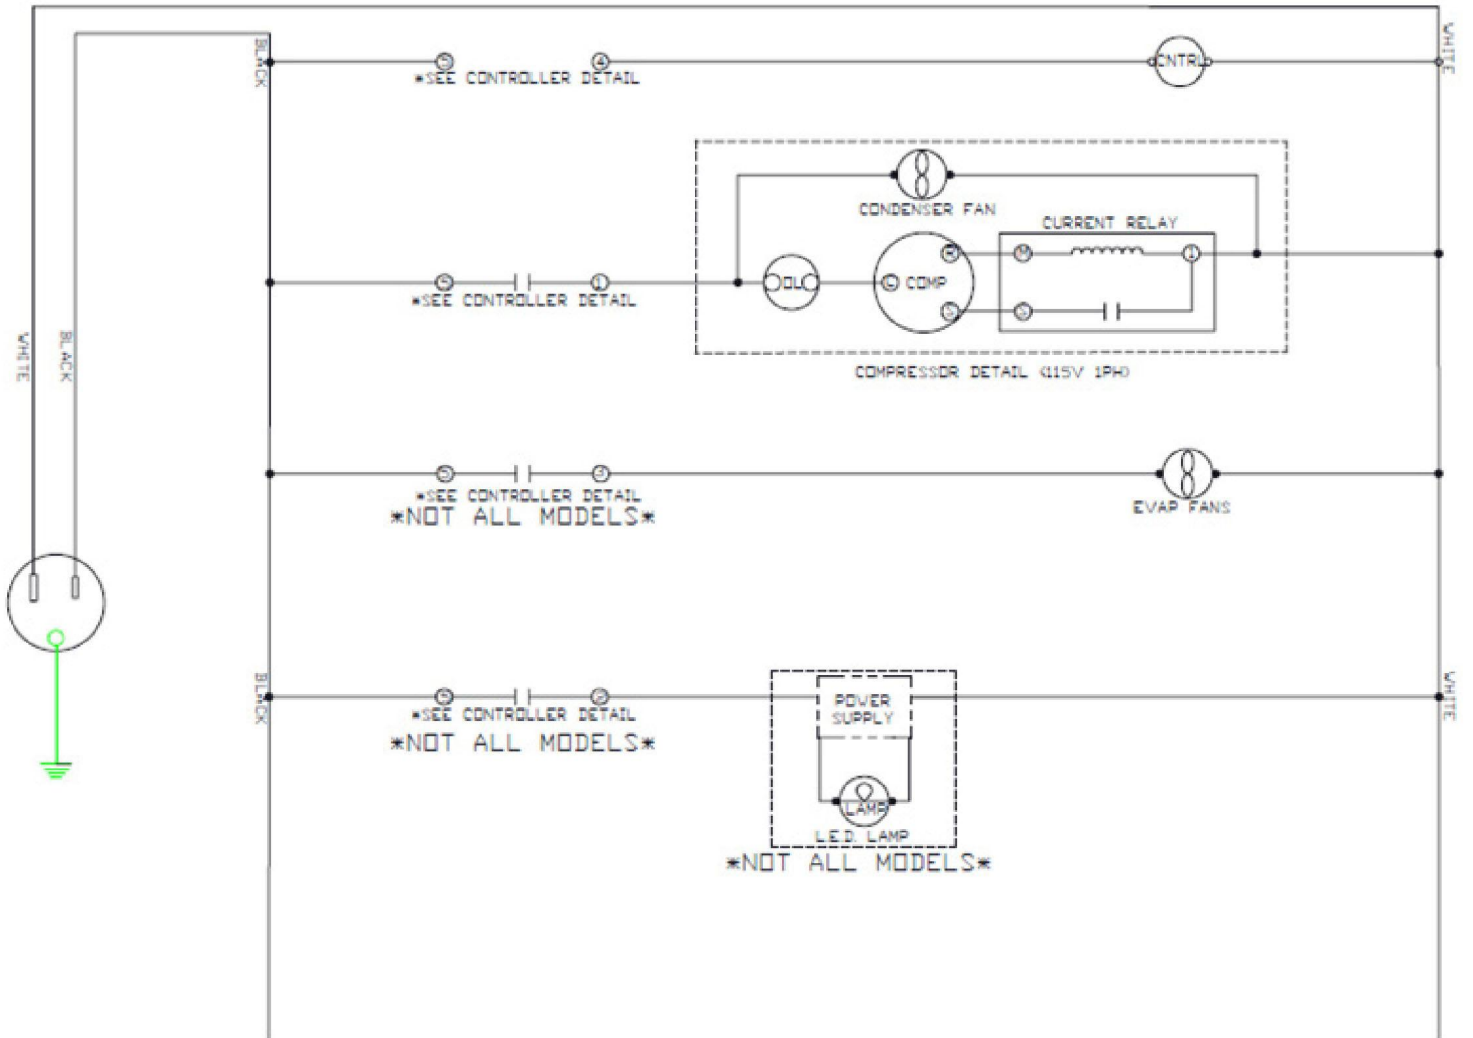 WHITE
BLACK
BLACK
4
*SEE CONTROLLER DETAIL
CNTRL
WHITE
CONDENSER FAN
CURRENT RELAY
1
OL
C COMP
*SEE CONTROLLER DETAIL
COMPRESSOR DETAIL (115V 1PH)
*SEE CONTROLLER DETAIL
*NOT ALL MODELS*
EVAP FANS
BLACK
*SEE CONTROLLER DETAIL
*NOT ALL MODELS*
POWER
SUPPLY
LAMP
L.E.D. LAMP
*NOT ALL MODELS*
WHITE